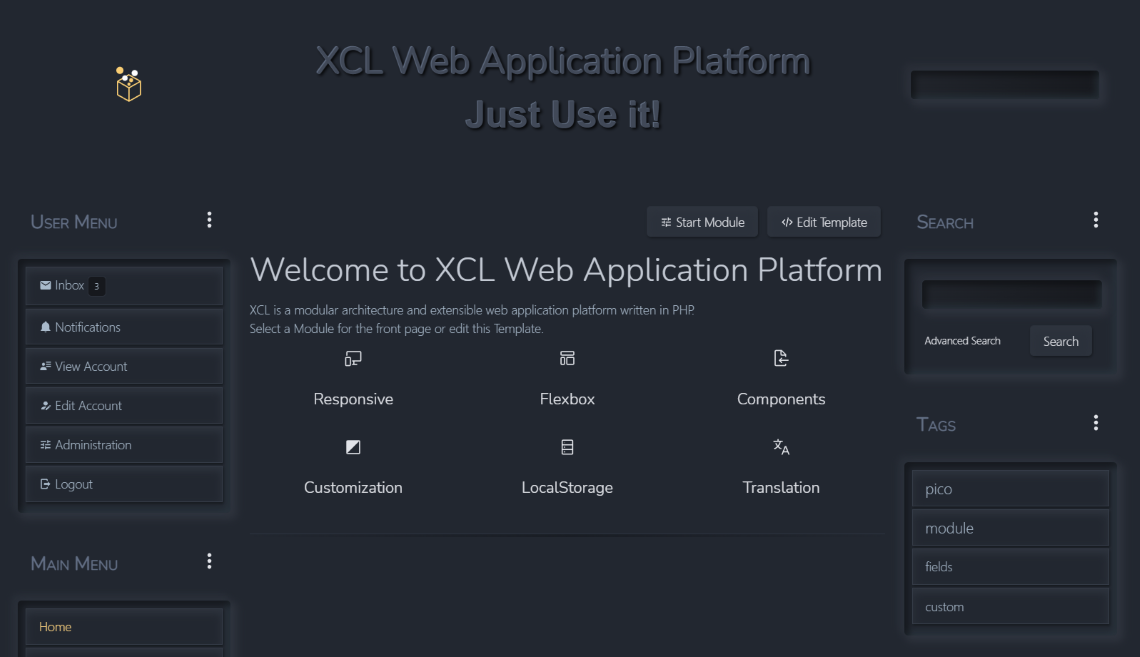 XCL Web Application Platform
Just Use it!
User Menu
Inbox 3
Notifications
View Account
Edit Account
Administration
Logout
Main Menu
Home
Start Module
Edit Template
Welcome to XCL Web Application Platform
XCL is a modular architecture and extensible web application platform written in PHP.
Select a Module for the front page or edit this Template.
Responsive
Flexbox
Components
Customization
LocalStorage
Translation
Search
Advanced Search
Search
Tags
pico
module
fields
custom